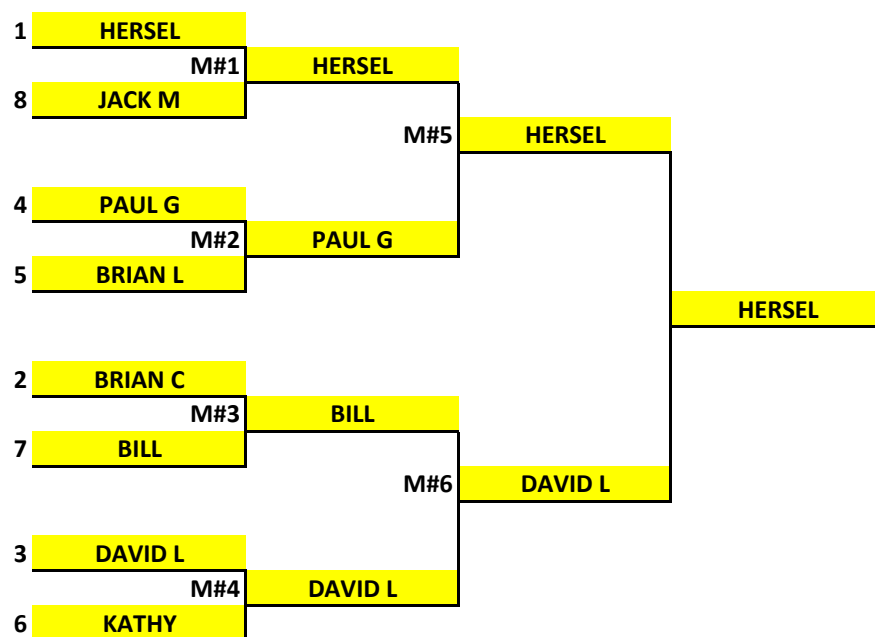 1 HERSEL
M#1 HERSEL
8 JACK M
M#5 HERSEL
4 PAUL G
M#2 PAUL G
5 BRIAN L
HERSEL
2 BRIAN C
M#3 BILL
7 BILL
M#6 DAVID L
3 DAVID L
M#4 DAVID L
6 KATHY